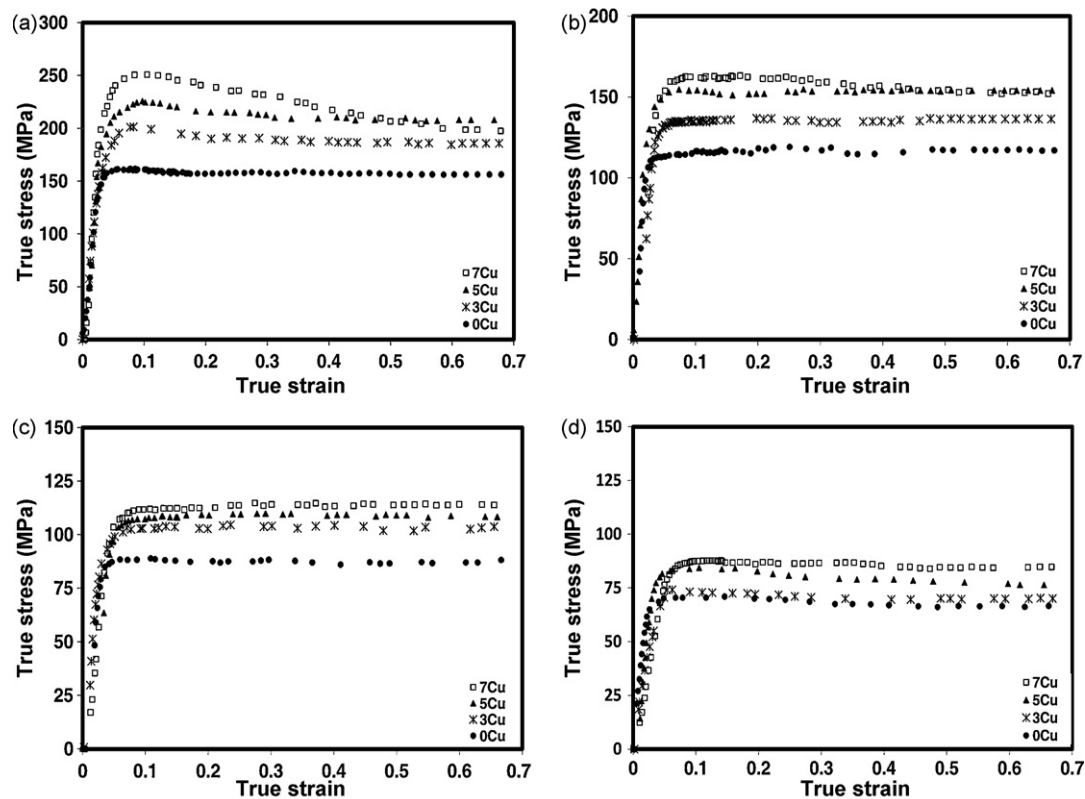 (a)
300
250
200
150
100
50
0
True stress (MPa)
7Cu
5Cu
3Cu
0Cu
0 0.1 0.2 0.3 0.4 0.5 0.6 0.7
True strain
(b)
200
150
100
50
0
True stress (MPa)
7Cu
5Cu
3Cu
0Cu
0 0.1 0.2 0.3 0.4 0.5 0.6 0.7
True strain
(c)
150
125
100
75
50
25
0
True stress (MPa)
7Cu
5Cu
3Cu
0Cu
0 0.1 0.2 0.3 0.4 0.5 0.6 0.7
True strain
(d)
150
125
100
75
50
25
0
True stress (MPa)
7Cu
5Cu
3Cu
0Cu
0 0.1 0.2 0.3 0.4 0.5 0.6 0.7
True strain